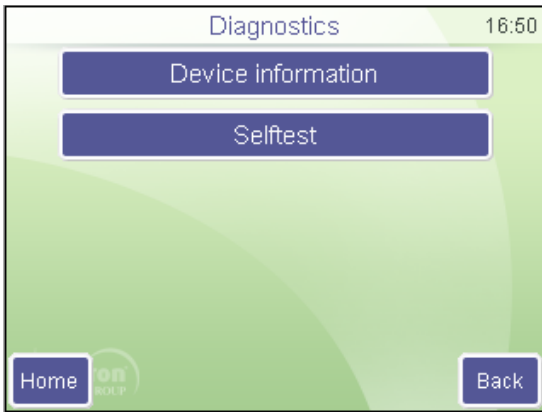 Diagnostics 16:50
Device information
Selftest
Home
Back